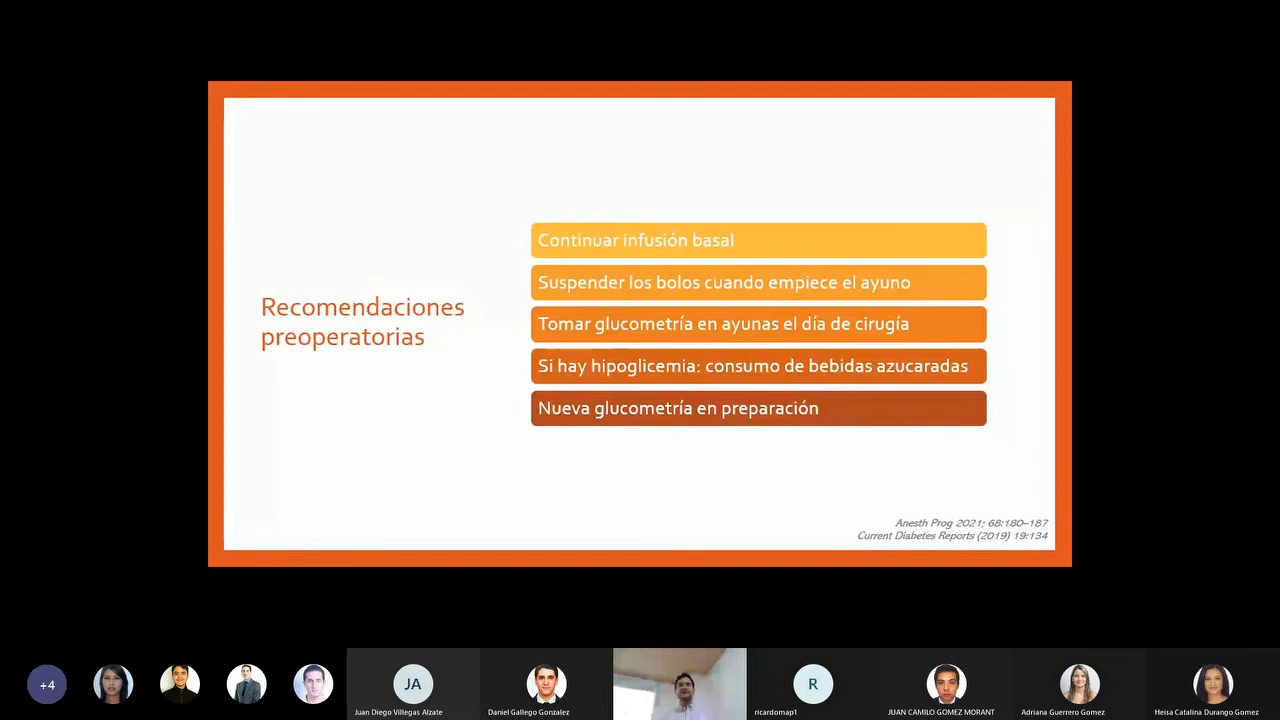 Recomendaciones
preoperatorias
Continuar infusión basal
Suspender los bolos cuando empiece el ayuno
Tomar glucometría en ayunas el día de cirugía
Si hay hipoglicemia: consumo de bebidas azucaradas
Nueva glucometría en preparación
Anesth Prog 2021; 68:180–187
Current Diabetes Reports (2019) 19:134
+4
JA
Juan Diego Villegas Alzate
Daniel Gallego Gonzalez
R
ricardomap1
JUAN CAMILO GOMEZ MORANT
Adriana Guerrero Gomez
Heisa Catalina Durango Gomez